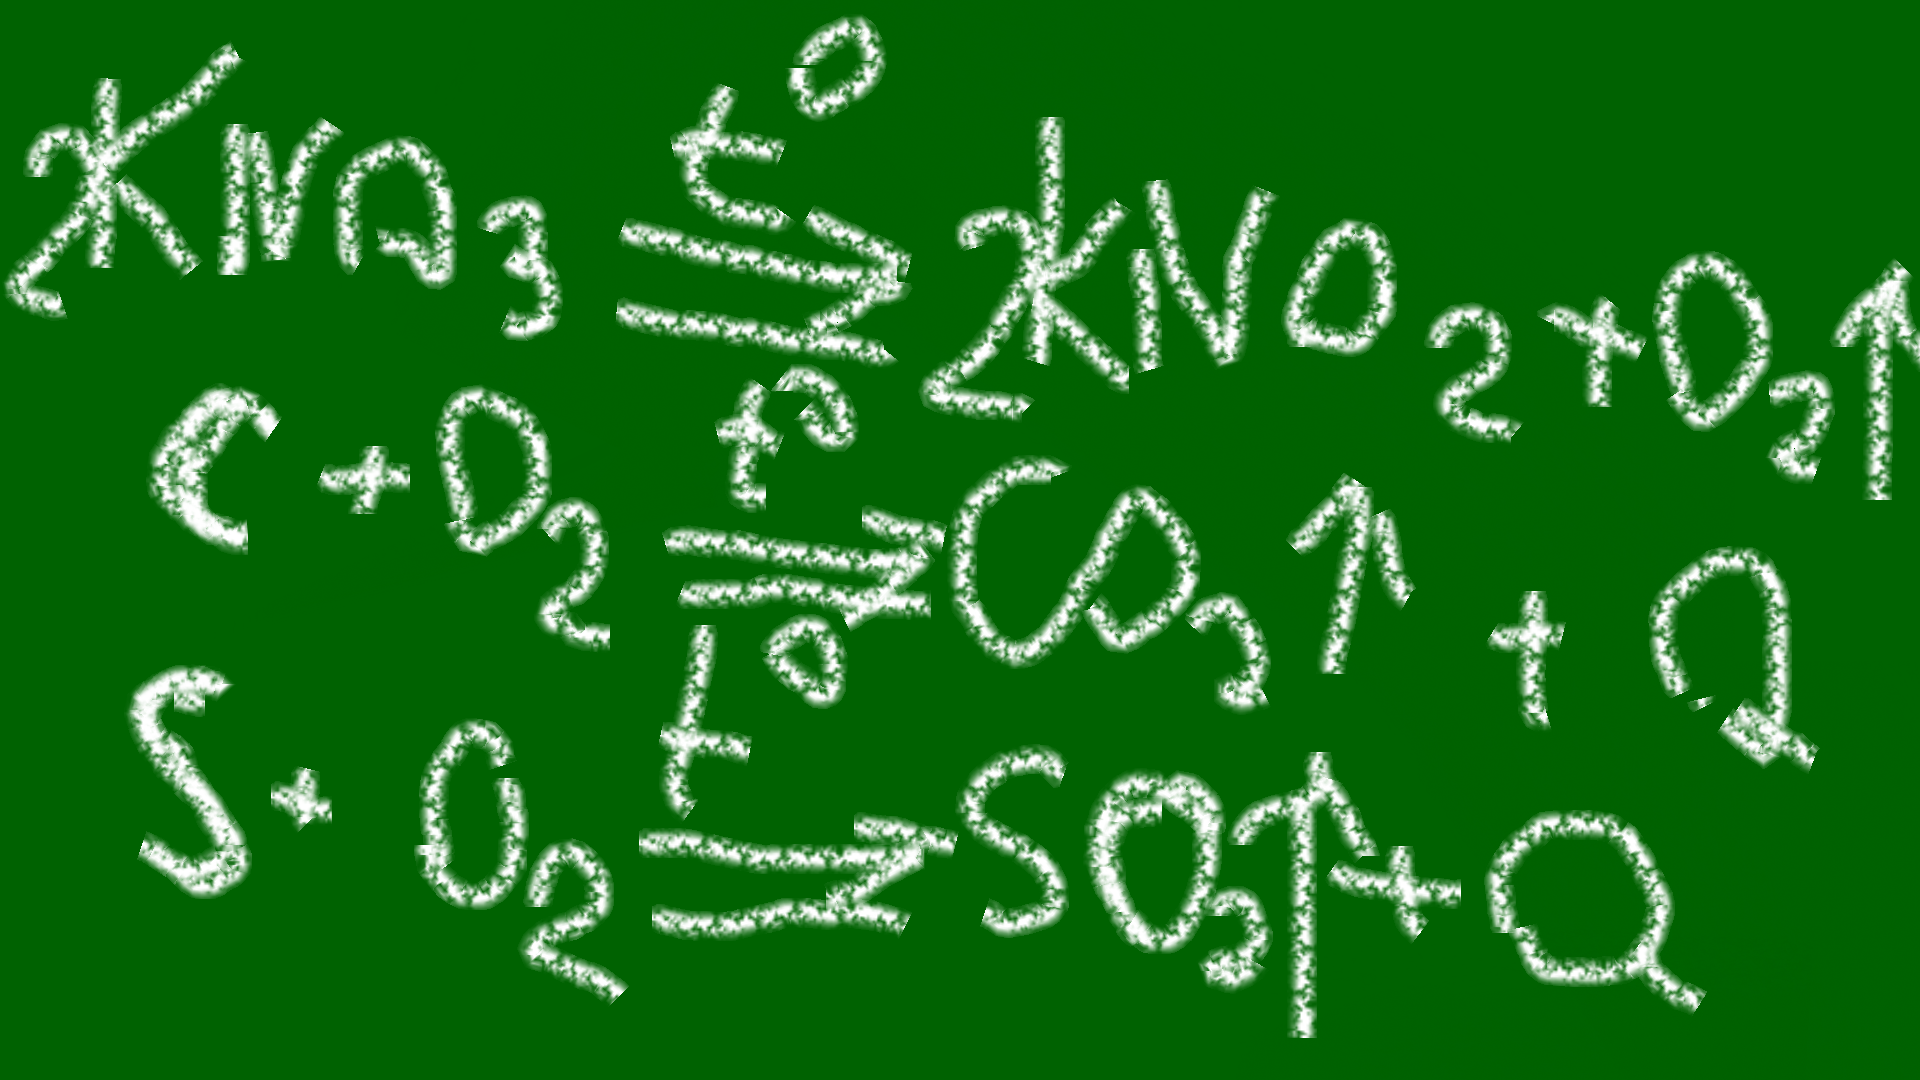 2KNO₃ =t°=> 2KNO₂ + O₂↑
C + O₂ =t°=> CO₂↑ + Q
S + O₂ =t°=> SO₂↑ + Q